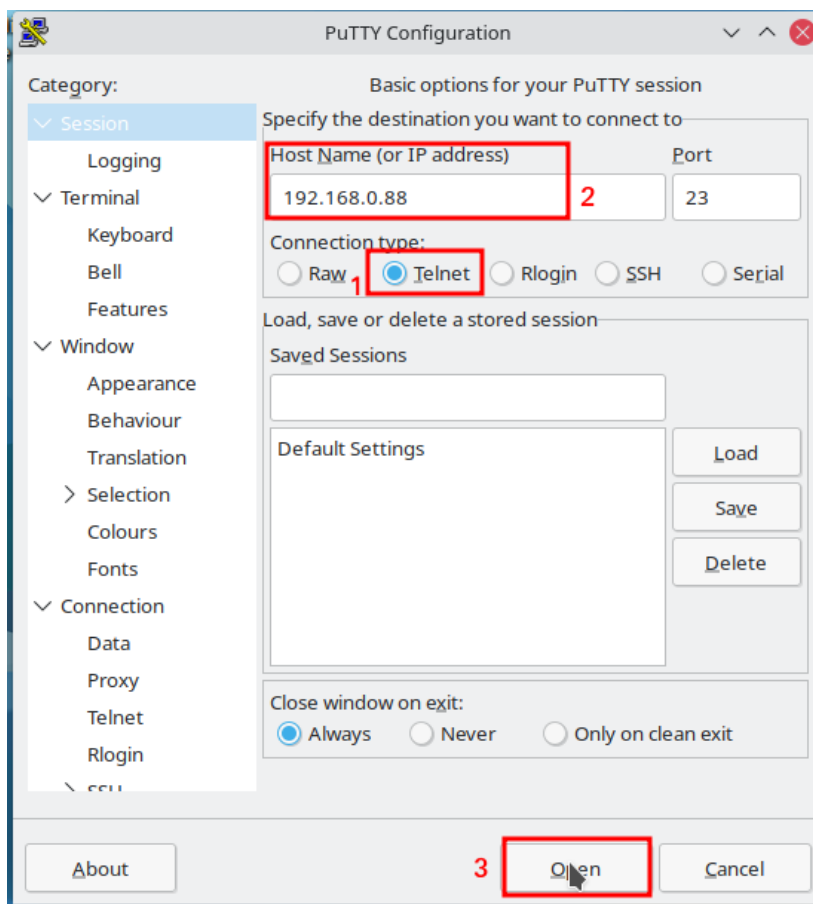 PuTTY Configuration
Category:
Session
Logging
Terminal
Keyboard
Bell
Features
Window
Appearance
Behaviour
Translation
Selection
Colours
Fonts
Connection
Data
Proxy
Telnet
Rlogin
SSH
Basic options for your PuTTY session
Specify the destination you want to connect to
Host Name (or IP address) Port
192.168.0.88 2 23
Connection type:
Raw 1 Telnet Rlogin SSH Serial
Load, save or delete a stored session
Saved Sessions
Default Settings
Load
Save
Delete
Close window on exit:
Always Never Only on clean exit
About 3 Open Cancel